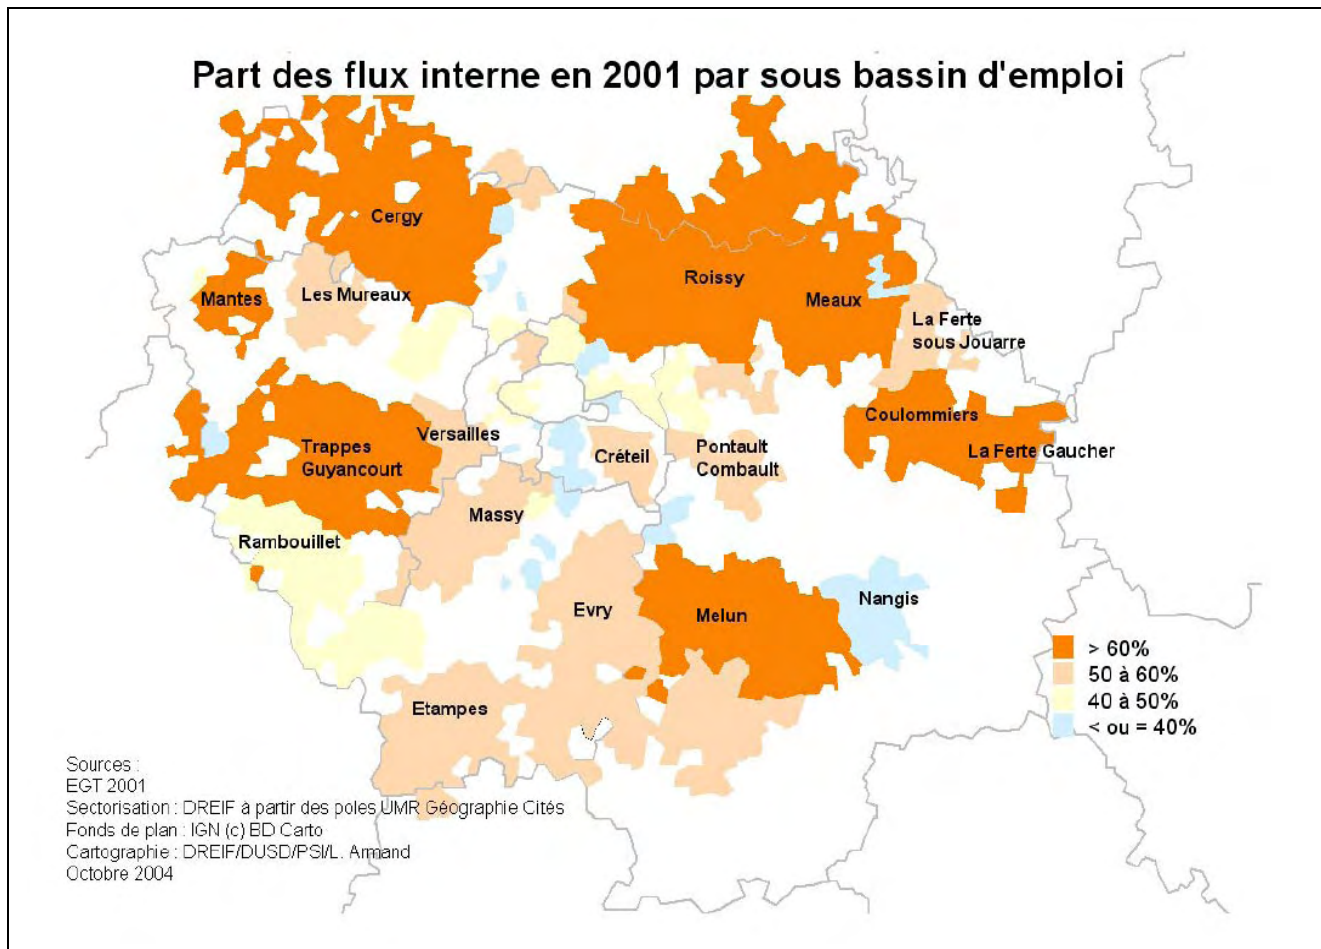 Part des flux interne en 2001 par sous bassin d'emploi
Cergy
Roissy
Mantes
Les Mureaux
Meaux
La Ferte
sous Jouarre
Coulommiers
Versailles
Trappes
Guyancourt
Créteil
Pontault
Combault
La Ferte Gaucher
Massy
Rambouillet
Evry
Melun
Nangis
Etampes
> 60%
50 à 60%
40 à 50%
< ou = 40%
Sources :
EGT 2001
Sectorisation : DREIF à partir des poles UMR Géographie Cités
Fonds de plan : IGN (c) BD Carto
Cartographie : DREIF/DUSD/PSI/L. Armand
Octobre 2004